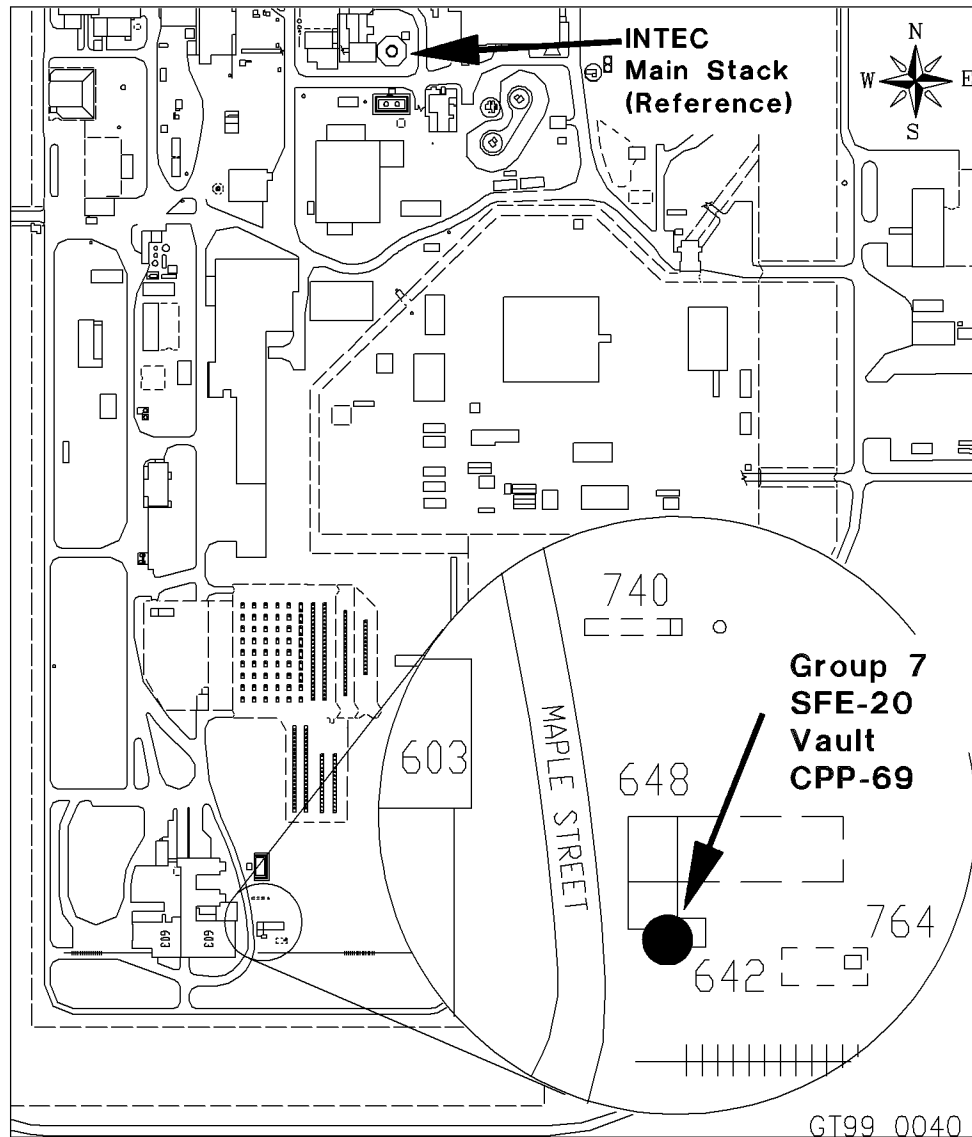 INTEC
Main Stack
(Reference)
N
W E
S
740
Group 7
SFE-20
Vault
CPP-69
603
MAPLE STREET
648
764
642
603
603
GT99 0040